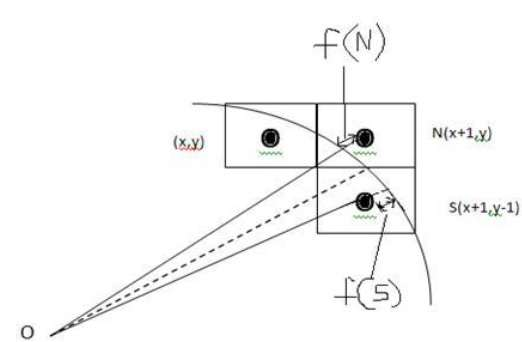 f(N)
(x,y)
N(x+1,y)
S(x+1,y-1)
f(S)
O